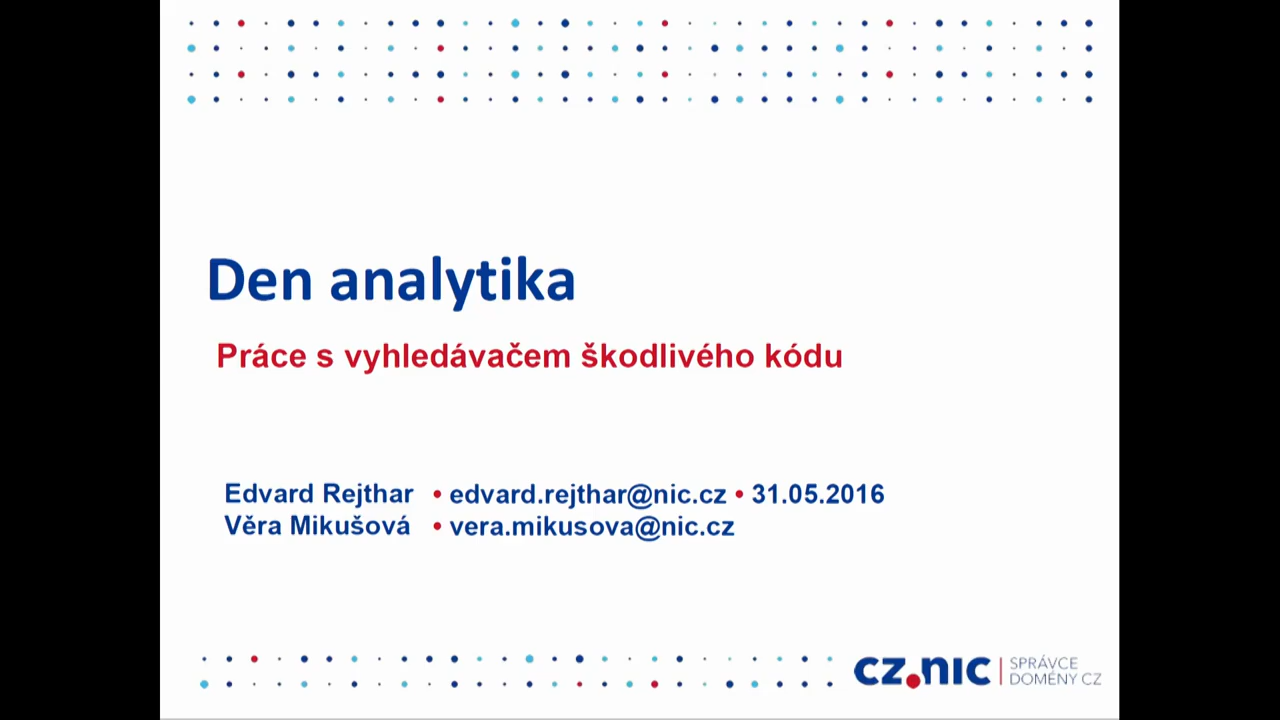 Den analytika
Práce s vyhledávačem škodlivého kódu
Edvard Rejthar • edvard.rejthar@nic.cz • 31.05.2016
Věra Mikušová • vera.mikusova@nic.cz
CZ.NIC | SPRÁVCE
DOMÉNY CZ